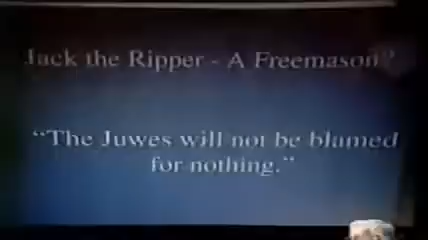 Jack the Ripper - A Freemason?
"The Juwes will not be blamed
for nothing."